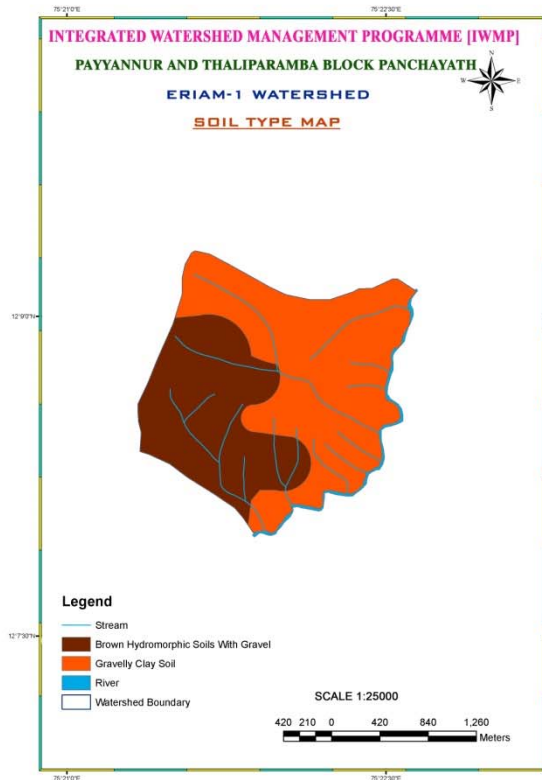 75°21'0"E 75°22'30"E
INTEGRATED WATERSHED MANAGEMENT PROGRAMME [IWMP]
PAYYANNUR AND THALIPARAMBA BLOCK PANCHAYATH
ERIAM-1 WATERSHED
SOIL TYPE MAP
N
W E
S
12°9'0"N
Legend
Stream
Brown Hydromorphic Soils With Gravel
Gravelly Clay Soil
River
Watershed Boundary
12°7'30"N
SCALE 1:25000
420 210 0 420 840 1,260
Meters
75°21'0"E 75°22'30"E